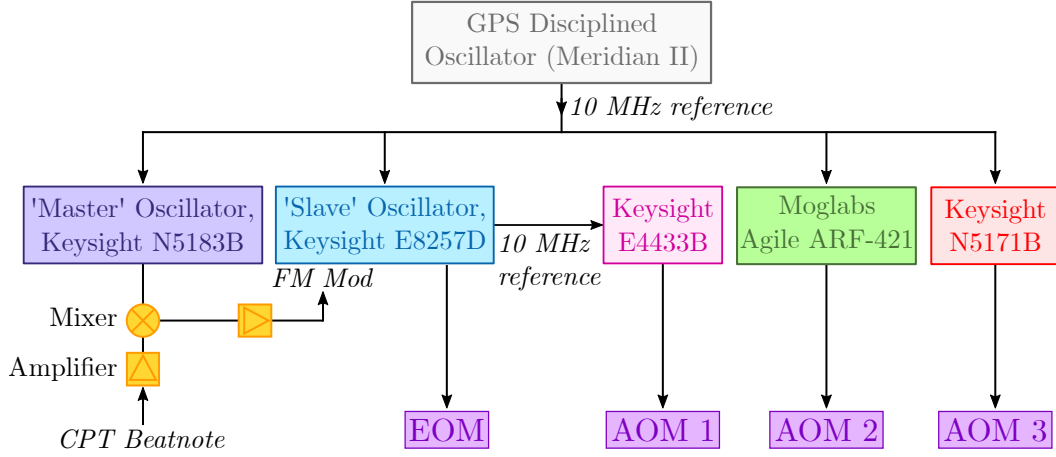 GPS Disciplined
Oscillator (Meridian II)
10 MHz reference
'Master' Oscillator,
Keysight N5183B
'Slave' Oscillator,
Keysight E8257D
10 MHz
reference
Keysight
E4433B
Moglabs
Agile ARF-421
Keysight
N5171B
FM Mod
Mixer
Amplifier
CPT Beatnote
EOM
AOM 1
AOM 2
AOM 3